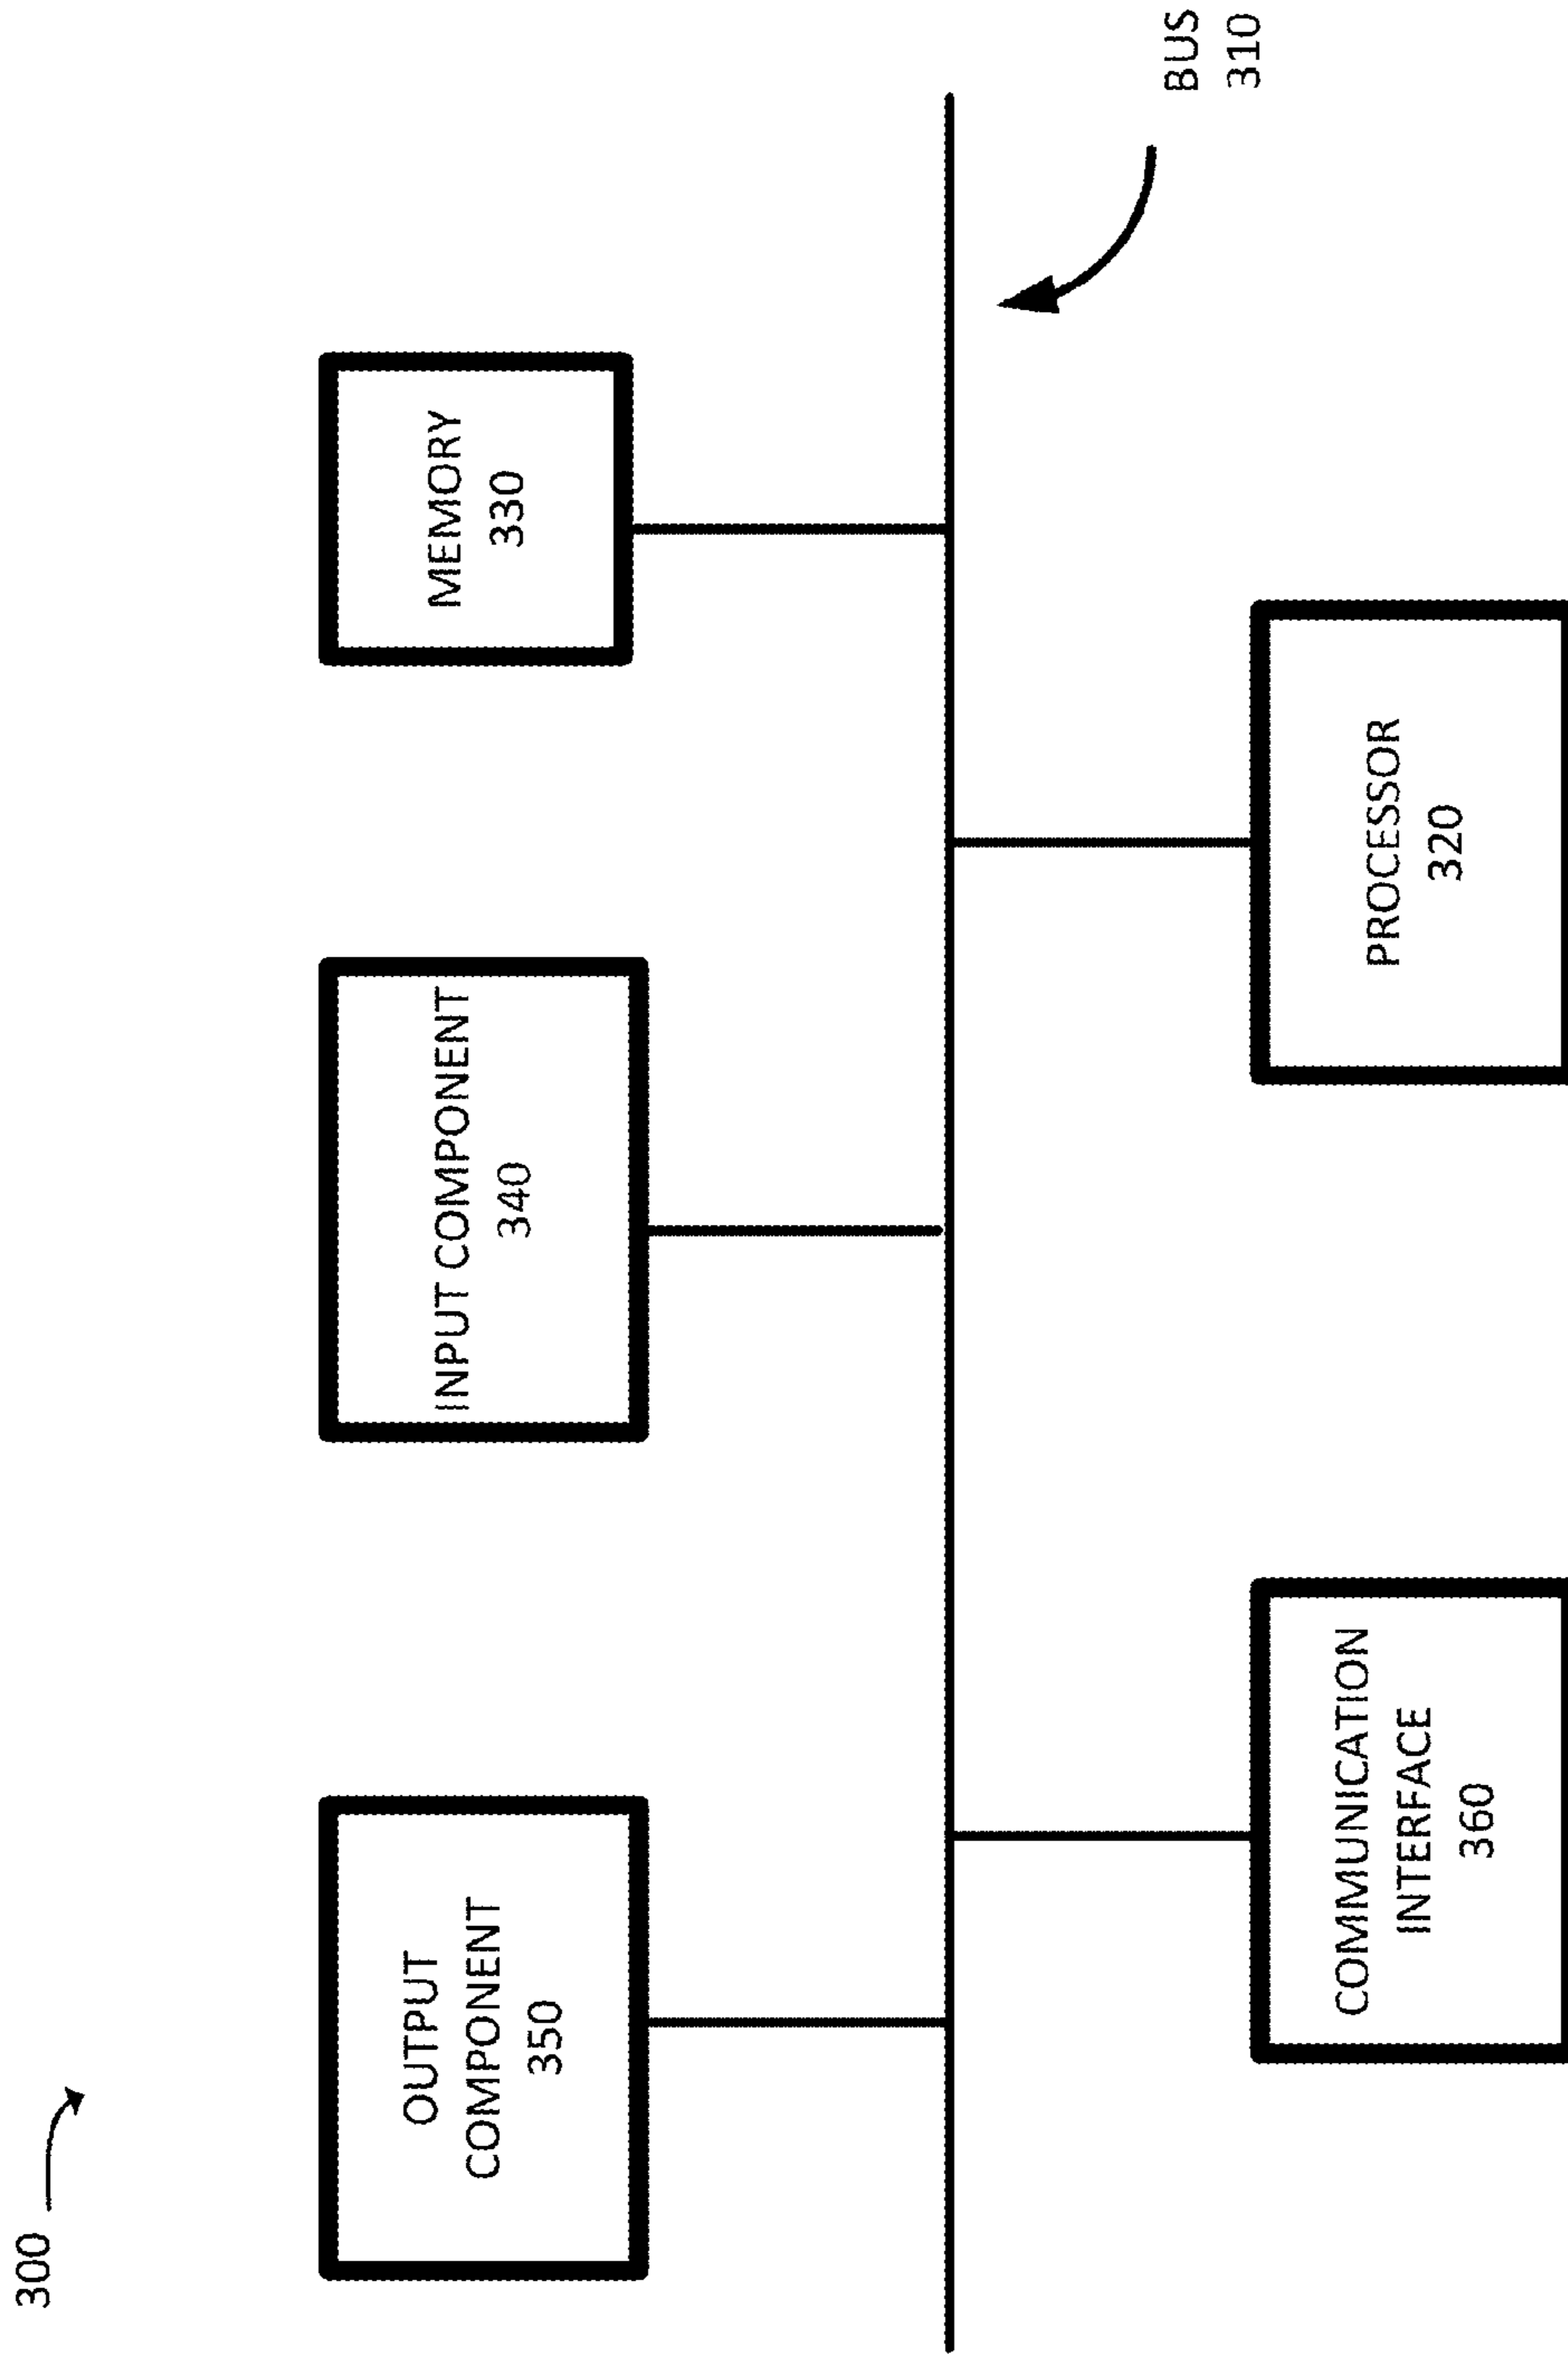 300
OUTPUT
COMPONENT
350
INPUT COMPONENT
340
MEMORY
330
BUS
310
COMMUNICATION
INTERFACE
360
PROCESSOR
320